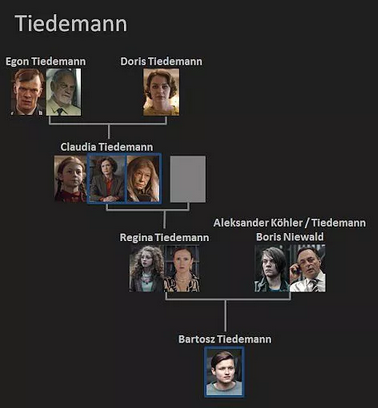 Tiedemann
Egon Tiedemann
Doris Tiedemann
Claudia Tiedemann
Regina Tiedemann
Aleksander Köhler / Tiedemann
Boris Niewald
Bartosz Tiedemann